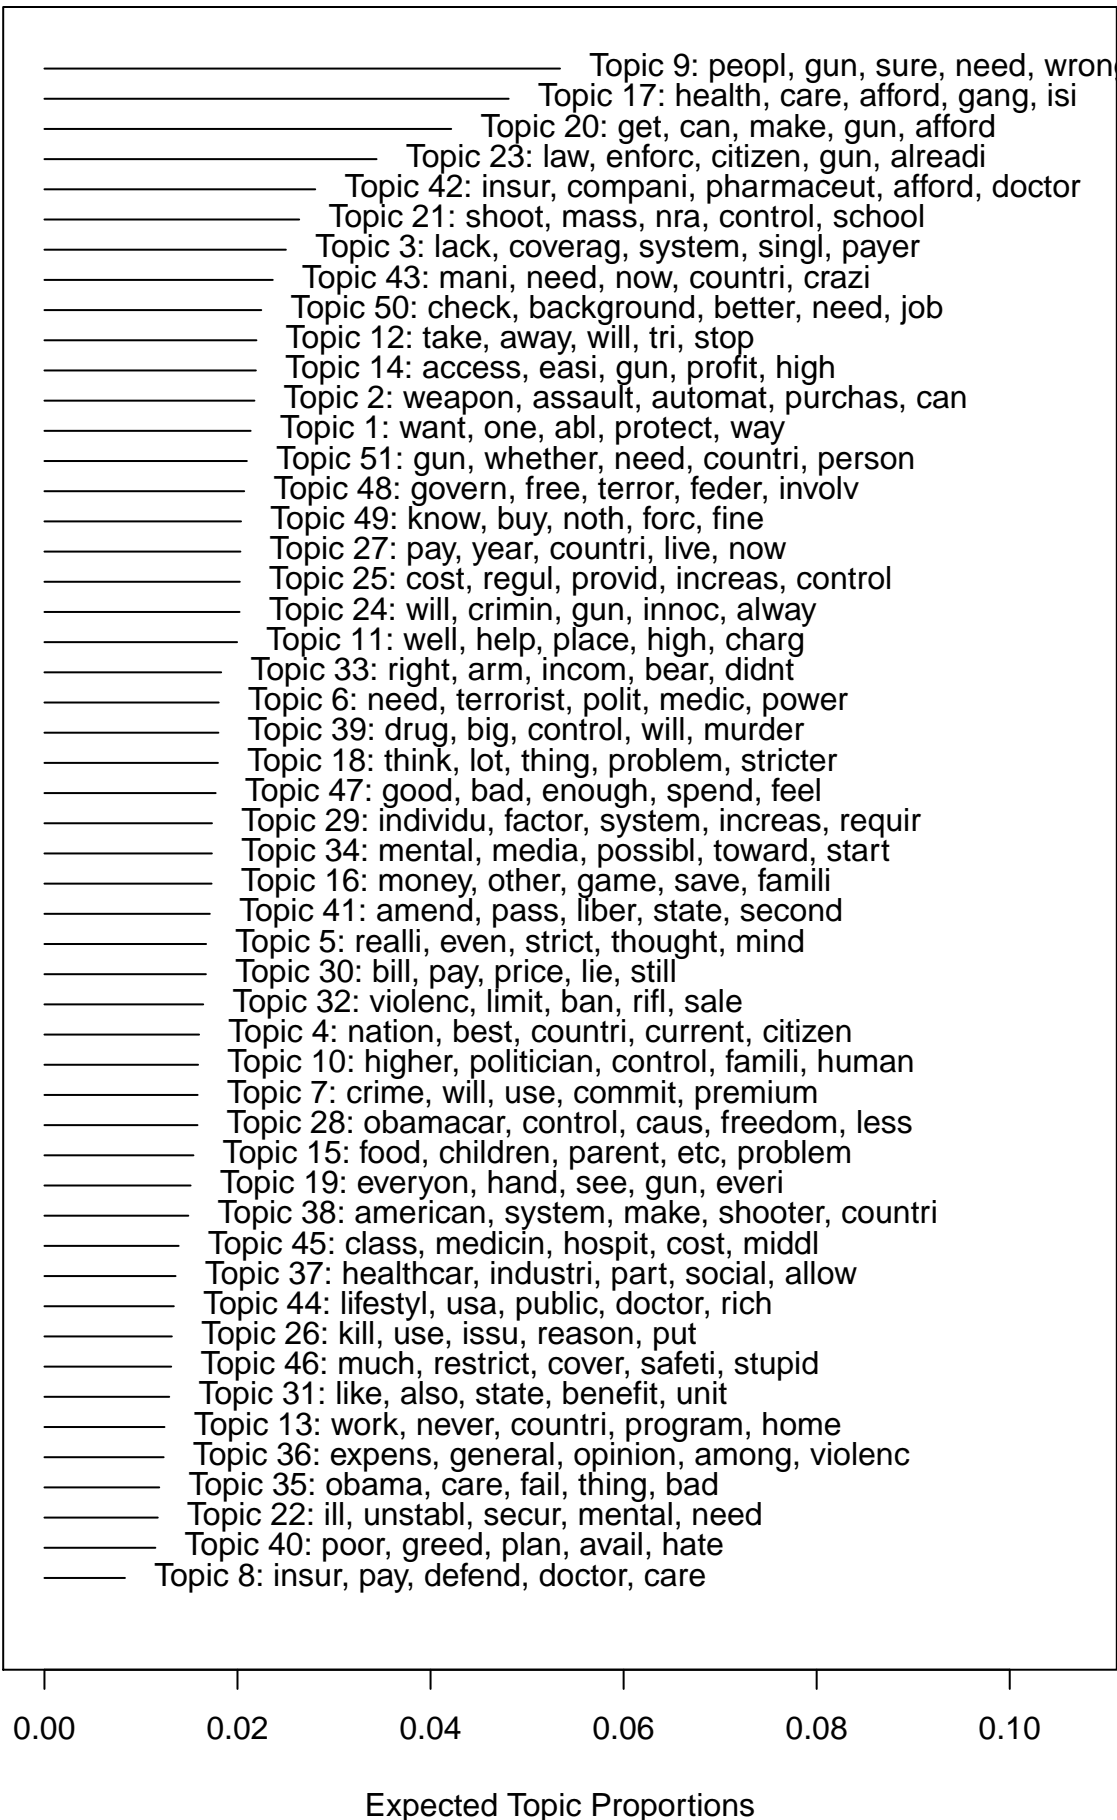 Topic 9: peopl, gun, sure, need, wrong
Topic 17: health, care, afford, gang, isi
Topic 20: get, can, make, gun, afford
Topic 23: law, enforc, citizen, gun, alreadi
Topic 42: insur, compani, pharmaceut, afford, doctor
Topic 21: shoot, mass, nra, control, school
Topic 3: lack, coverag, system, singl, payer
Topic 43: mani, need, now, countri, crazi
Topic 50: check, background, better, need, job
Topic 12: take, away, will, tri, stop
Topic 14: access, easi, gun, profit, high
Topic 2: weapon, assault, automat, purchas, can
Topic 1: want, one, abl, protect, way
Topic 51: gun, whether, need, countri, person
Topic 48: govern, free, terror, feder, involv
Topic 49: know, buy, noth, forc, fine
Topic 27: pay, year, countri, live, now
Topic 25: cost, regul, provid, increas, control
Topic 24: will, crimin, gun, innoc, alway
Topic 11: well, help, place, high, charg
Topic 33: right, arm, incom, bear, didnt
Topic 6: need, terrorist, polit, medic, power
Topic 39: drug, big, control, will, murder
Topic 18: think, lot, thing, problem, stricter
Topic 47: good, bad, enough, spend, feel
Topic 29: individu, factor, system, increas, requir
Topic 34: mental, media, possibl, toward, start
Topic 16: money, other, game, save, famili
Topic 41: amend, pass, liber, state, second
Topic 5: realli, even, strict, thought, mind
Topic 30: bill, pay, price, lie, still
Topic 32: violenc, limit, ban, rifl, sale
Topic 4: nation, best, countri, current, citizen
Topic 10: higher, politician, control, famili, human
Topic 7: crime, will, use, commit, premium
Topic 28: obamacar, control, caus, freedom, less
Topic 15: food, children, parent, etc, problem
Topic 19: everyon, hand, see, gun, everi
Topic 38: american, system, make, shooter, countri
Topic 45: class, medicin, hospit, cost, middl
Topic 37: healthcar, industri, part, social, allow
Topic 44: lifestyl, usa, public, doctor, rich
Topic 26: kill, use, issu, reason, put
Topic 46: much, restrict, cover, safeti, stupid
Topic 31: like, also, state, benefit, unit
Topic 13: work, never, countri, program, home
Topic 36: expens, general, opinion, among, violenc
Topic 35: obama, care, fail, thing, bad
Topic 22: ill, unstabl, secur, mental, need
Topic 40: poor, greed, plan, avail, hate
Topic 8: insur, pay, defend, doctor, care
0.00 0.02 0.04 0.06 0.08 0.10
Expected Topic Proportions